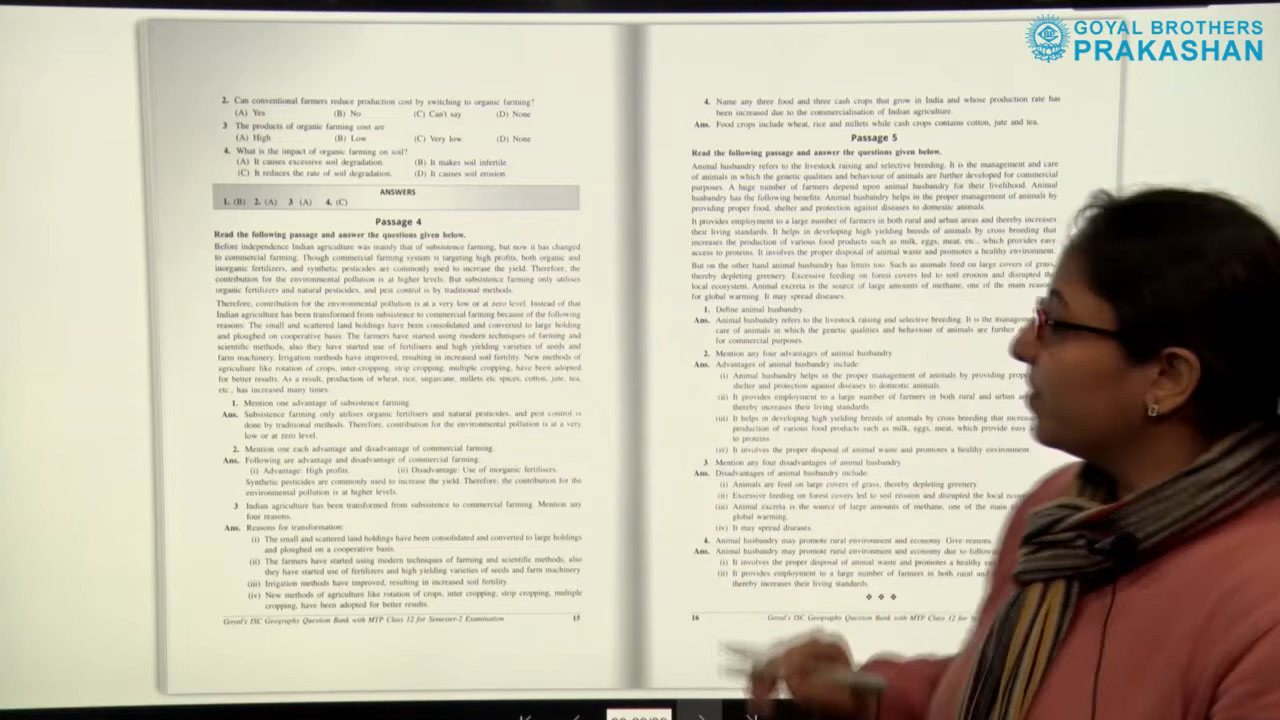 GOYAL BROTHERS
PRAKASHAN
2. Can conventional farmers reduce production cost by switching to organic farming?
(A) Yes (B) No (C) Can't say (D) None
3 The products of organic farming cost are
(A) High (B) Low (C) Very low (D) None
4. What is the impact of organic farming on soil?
(A) It causes excessive soil degradation. (B) It makes soil infertile.
(C) It reduces the rate of soil degradation. (D) It causes soil erosion.
ANSWERS
1. (B) 2. (A) 3 (A) 4. (C)
Passage 4
Read the following passage and answer the questions given below.
Before independence Indian agriculture was mainly that of subsistence farming, but now it has changed
to commercial farming. Though commercial farming system is targeting high profits, both organic and
inorganic fertilizers, and synthetic pesticides are commonly used to increase the yield. Therefore, the
contribution for the environmental pollution is at higher levels. But subsistence farming only utilises
organic fertilizers and natural pesticides, and pest control is by traditional methods.
Therefore, contribution for the environmental pollution is at a very low or at zero level. Instead of that
Indian agriculture has been transformed from subsistence to commercial farming because of the following
reasons: The small and scattered land holdings have been consolidated and converted to large holding
and ploughed on cooperative basis. The farmers have started using modern techniques of farming and
scientific methods, also they have started use of fertilisers and high yielding varieties of seeds and
farm machinery. Irrigation methods have improved, resulting in increased soil fertility. New methods of
agriculture like rotation of crops, inter-cropping, strip cropping, multiple cropping, have been adopted
for better results. As a result, production of wheat, rice, sugarcane, millets etc spices, cotton, jute, tea,
etc., has increased many times.
1. Mention one advantage of subsistence farming.
Ans. Subsistence farming only utilises organic fertilisers and natural pesticides, and pest control is
done by traditional methods. Therefore, contribution for the environmental pollution is at a very
low or at zero level.
2. Mention one each advantage and disadvantage of commercial farming.
Ans. Following are advantage and disadvantage of commercial farming:
(i) Advantage: High profits. (ii) Disadvantage: Use of inorganic fertilisers.
Synthetic pesticides are commonly used to increase the yield. Therefore, the contribution for the
environmental pollution is at higher levels.
3 Indian agriculture has been transformed from subsistence to commercial farming. Mention any
four reasons.
Ans. Reasons for transformation:
(i) The small and scattered land holdings have been consolidated and converted to large holdings
and ploughed on a cooperative basis.
(ii) The farmers have started using modern techniques of farming and scientific methods, also
they have started use of fertilizers and high yielding varieties of seeds and farm machinery
(iii) Irrigation methods have improved, resulting in increased soil fertility.
(iv) New methods of agriculture like rotation of crops, inter cropping, strip cropping, multiple
cropping, have been adopted for better results.
Goyal's ISC Geography Question Bank with MTP Class 12 for Semester-2 Examination 15
4. Name any three food and three cash crops that grow in India and whose production rate has
been increased due to the commercialisation of Indian agriculture.
Ans. Food crops include wheat, rice and millets while cash crops contains cotton, jute and tea.
Passage 5
Read the following passage and answer the questions given below.
Animal husbandry refers to the livestock raising and selective breeding. It is the management and care
of animals in which the genetic qualities and behaviour of animals are further developed for commercial
purposes. A huge number of farmers depend upon animal husbandry for their livelihood. Animal
husbandry has the following benefits: Animal husbandry helps in the proper management of animals by
providing proper food, shelter and protection against diseases to domestic animals.
It provides employment to a large number of farmers in both rural and urban areas and thereby increases
their living standards. It helps in developing high yielding breeds of animals by cross breeding that
increases the production of various food products such as milk, eggs, meat, etc., which provides easy
access to proteins. It involves the proper disposal of animal waste and promotes a healthy environment.
But on the other hand animal husbandry has limits too. Such as animals feed on large covers of grass,
thereby depleting greenery. Excessive feeding on forest covers led to soil erosion and disrupted the
local ecosystem. Animal excreta is the source of large amounts of methane, one of the main
for global warming. It may spread diseases.
1. Define animal husbandry
Ans. Animal husbandry refers to the livestock raising and selective breeding. It is the
care of animals in which the genetic qualities and behaviour of animals are further
for commercial purposes.
2. Mention any four advantages of animal husbandry
Ans. Advantages of animal husbandry include:
(i) Animal husbandry helps in the proper management of animals by providing
shelter and protection against diseases to domestic animals.
(ii) It provides employment to a large number of farmers in both rural and urban
thereby increases their living standards.
(iii) It helps in developing high yielding breeds of animals by cross breeding that
production of various food products such as milk, eggs, meat, etc., which provide
to proteins.
(iv) It involves the proper disposal of animal waste and promotes a healthy environment.
3 Mention any four disadvantages of animal husbandry
Ans. Disadvantages of animal husbandry include:
(i) Animals are feed on large covers of grass, thereby depleting greenery
(ii) Excessive feeding on forest covers led to soil erosion and disrupted the local
(iii) Animal excreta is the source of large amounts of methane, one of the main
global warming.
(iv) It may spread diseases.
4. Animal husbandry may promote rural environment and economy. Give reasons.
Ans. Animal husbandry may promote rural environment and economy due to
(i) It involves the proper disposal of animal waste and promotes a healthy
(ii) It provides employment to a large number of farmers in both rural and
thereby increases their living standards.
16 Goyal's ISC Geography Question Bank with MTP Class 12 for